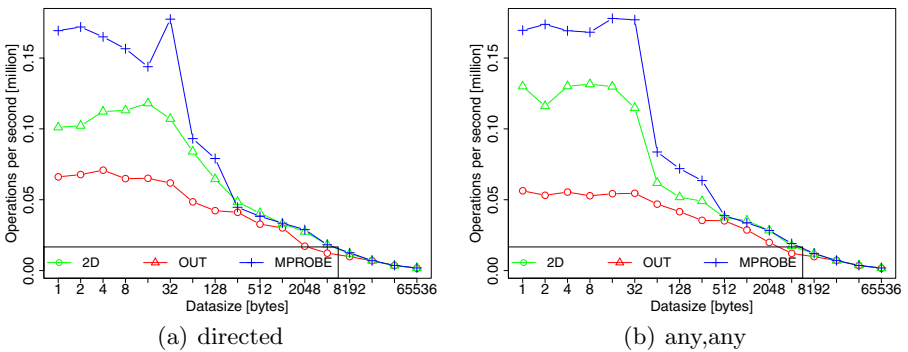 Operations per second [million]
0.15
0.10
0.05
0.00
2D OUT MPROBE
1 2 4 8 32 128 512 2048 8192 65536
Datasize [bytes]
(a) directed
Operations per second [million]
0.15
0.10
0.05
0.00
2D OUT MPROBE
1 2 4 8 32 128 512 2048 8192 65536
Datasize [bytes]
(b) any,any